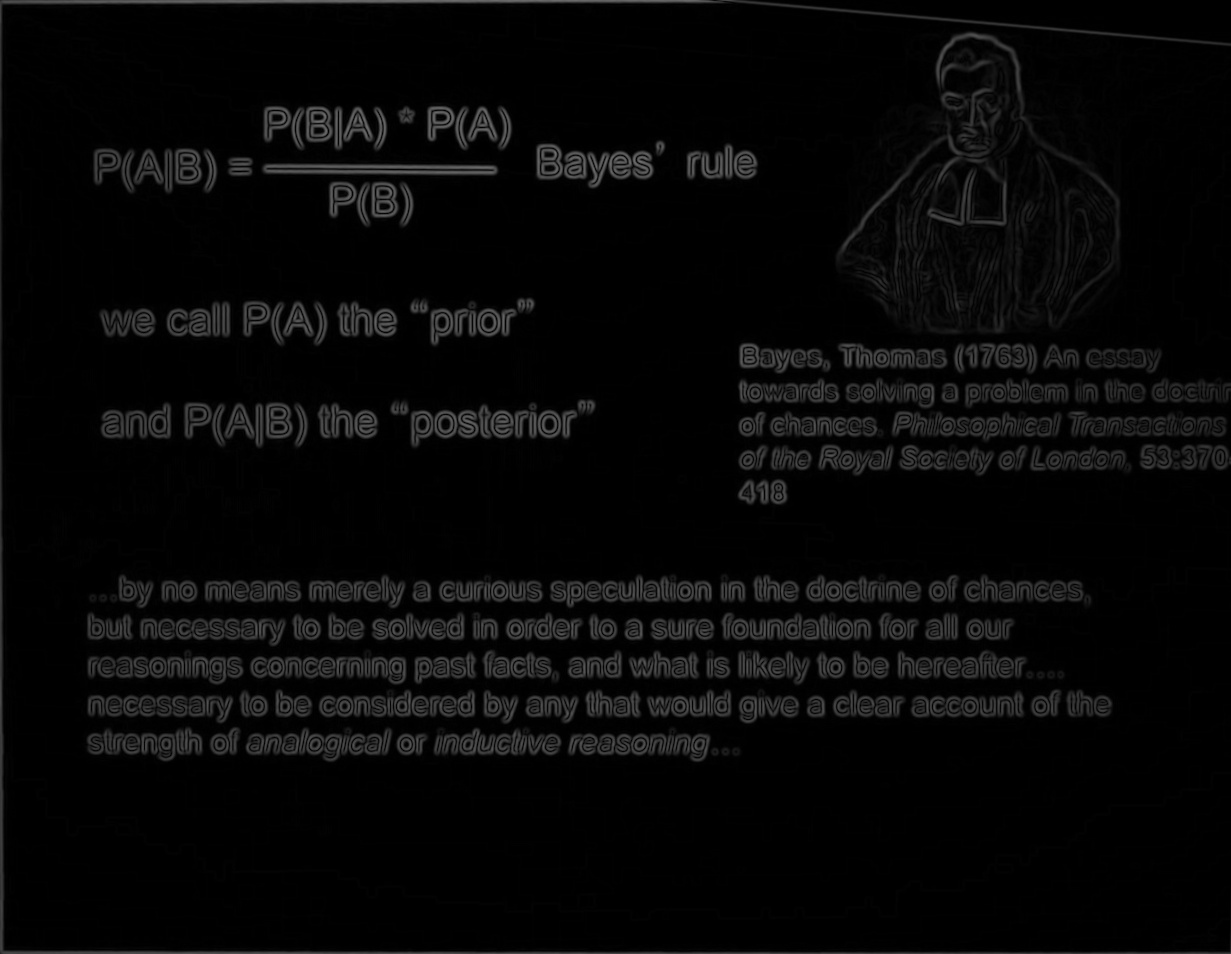 P(B|A) * P(A)
P(A|B) = Bayes’ rule
P(B)
we call P(A) the “prior”
and P(A|B) the “posterior”
Bayes, Thomas (1763) An essay
towards solving a problem in the
of chances. Philosophical Transactions
of the Royal Society of London, 53:370
418
...by no means merely a curious speculation in the doctrine of chances,
but necessary to be solved in order to a sure foundation for all our
reasonings concerning past facts, and what is likely to be hereafter....
necessary to be considered by any that would give a clear account of the
strength of analogical or inductive reasoning...